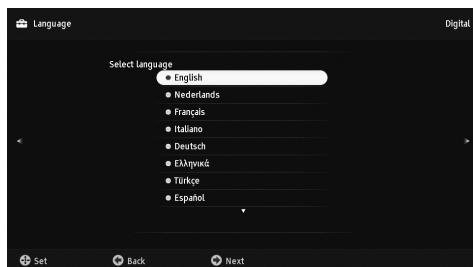 Language
Digital
Select language
English
Nederlands
Français
Italiano
Deutsch
Ελληνικά
Türkçe
Español
Set Back Next